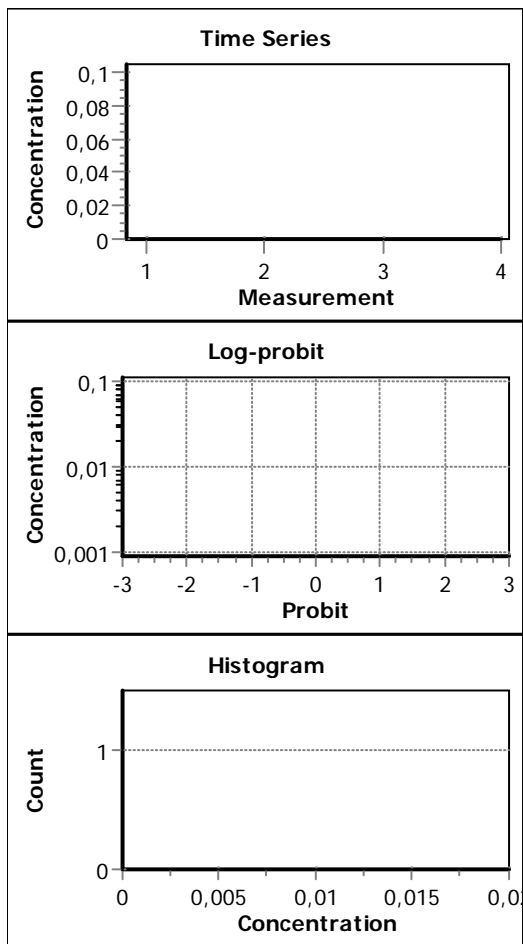 Time Series
Concentration
0,1
0,08
0,06
0,04
0,02
0
1 2 3 4
Measurement
Log-probit
Concentration
0,1
0,01
0,001
-3 -2 -1 0 1 2 3
Probit
Histogram
Count
1
0
0 0,005 0,01 0,015
Concentration